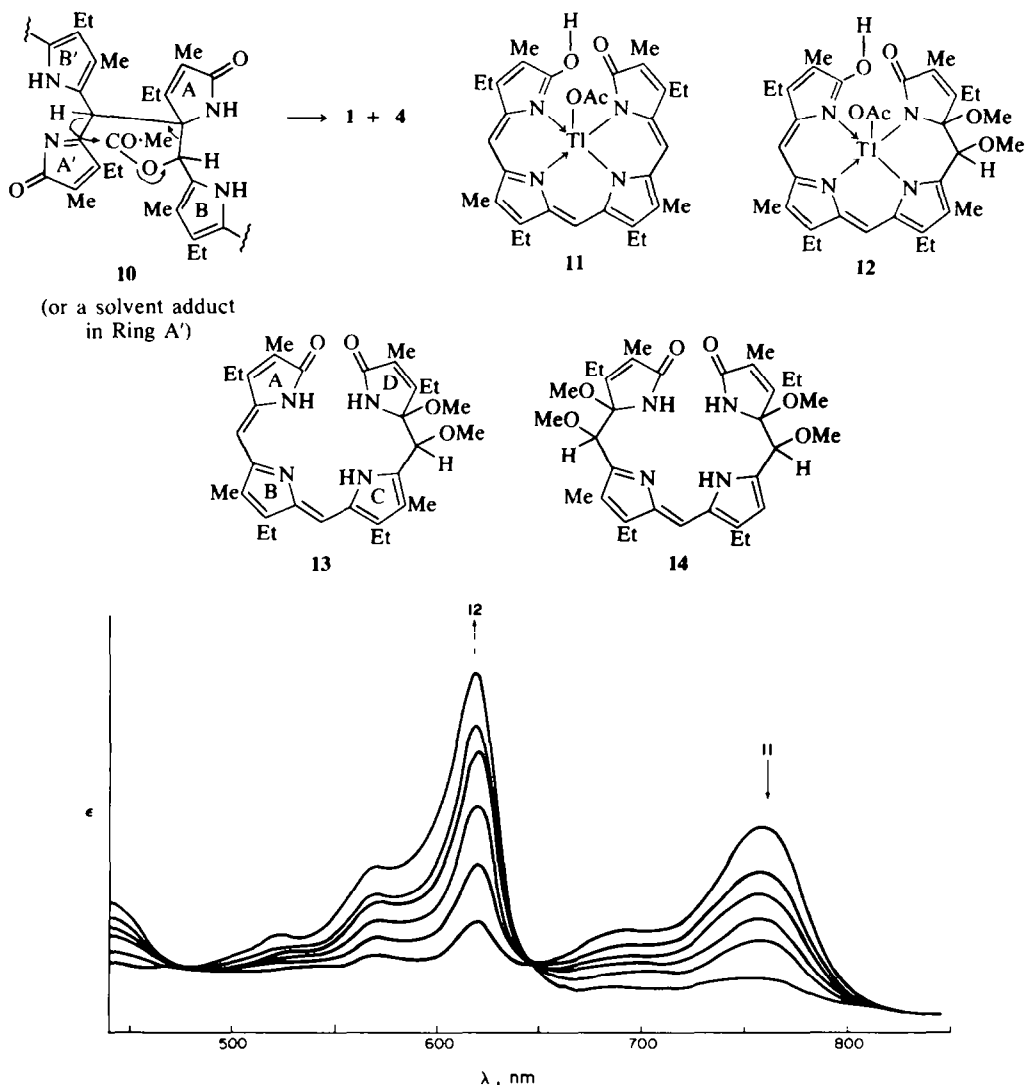 Et
B'
HN
Me
H
N
A'
O
Me
Et
Me
A
O
Et
NH
CO·Me
O
H
NH
Me
B
Et
10
(or a solvent adduct
in Ring A')
1 + 4
H
Me
O
O
Me
Et
OAc
Et
N
N
Tl
N
N
Me
Me
Et
Et
11
H
Me
O
O
Me
Et
OAc
Et
N
N
OMe
Tl
OMe
H
N
N
Me
Me
Et
Et
12
Me
O
O
Me
Et
A
D
Et
NH
HN
OMe
OMe
H
N
HN
Me
B
C
Me
Et
Et
13
Me
O
O
Me
Et
Et
MeO
NH
HN
OMe
MeO
OMe
H
H
N
HN
Me
Me
Et
Et
14
12
11
ϵ
500
600
700
800
λ, nm